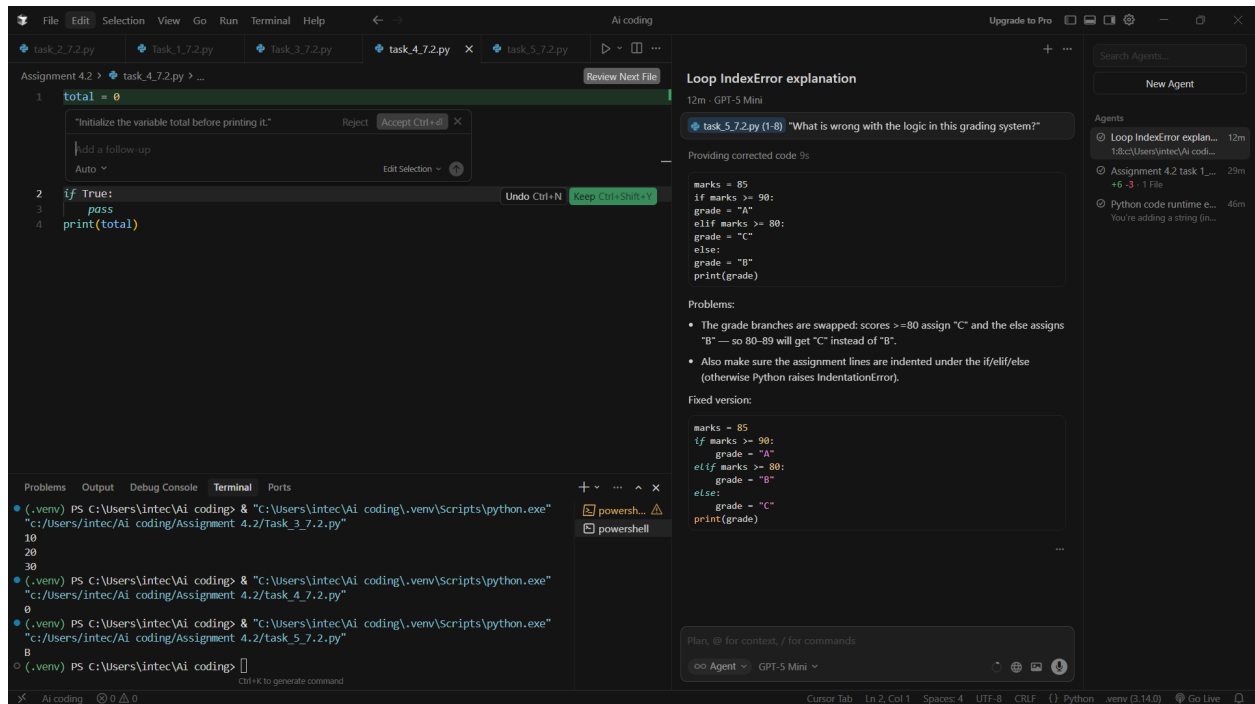 File Edit Selection View Go Run Terminal Help
Ai coding
Upgrade to Pro
task_2_7.2.py Task_1_7.2.py Task_3_7.2.py task_4_7.2.py task_5_7.2.py
Assignment 4.2 > task_4_7.2.py > ...
Review Next File
1 total = 0
"Initialize the variable total before printing it." Reject Accept Ctrl+⏎
Add a follow-up
Auto
Edit Selection
2 if True:
Undo Ctrl+N Keep Ctrl+Shift+Y
3 pass
4 print(total)
Problems Output Debug Console Terminal Ports
(.venv) PS C:\Users\intec\Ai coding> & "C:\Users\intec\Ai coding\.venv\Scripts\python.exe"
"c:/Users/intec/Ai coding/Assignment 4.2/Task_3_7.2.py"
10
20
30
(.venv) PS C:\Users\intec\Ai coding> & "C:\Users\intec\Ai coding\.venv\Scripts\python.exe"
"c:/Users/intec/Ai coding/Assignment 4.2/task_4_7.2.py"
0
(.venv) PS C:\Users\intec\Ai coding> & "C:\Users\intec\Ai coding\.venv\Scripts\python.exe"
"c:/Users/intec/Ai coding/Assignment 4.2/task_5_7.2.py"
B
(.venv) PS C:\Users\intec\Ai coding>
Ctrl+K to generate command
powersh...
powershell
Loop IndexError explanation
12m · GPT-5 Mini
task_5_7.2.py (1-8) "What is wrong with the logic in this grading system?"
Providing corrected code 9s
marks = 85
if marks >= 90:
grade = "A"
elif marks >= 80:
grade = "C"
else:
grade = "B"
print(grade)
Problems:
• The grade branches are swapped: scores >=80 assign "C" and the else assigns
"B" — so 80–89 will get "C" instead of "B".
• Also make sure the assignment lines are indented under the if/elif/else
(otherwise Python raises IndentationError).
Fixed version:
marks = 85
if marks >= 90:
grade = "A"
elif marks >= 80:
grade = "B"
else:
grade = "C"
print(grade)
Plan, @ for context, / for commands
Agent GPT-5 Mini
Search Agents...
New Agent
Agents
Loop IndexError explan... 12m
1:8:c\Users\intec\Ai codi...
Assignment 4.2 task 1_... 29m
+6 -3 · 1 File
Python code runtime e... 46m
You're adding a string (in...
Ai coding 0 0
Cursor Tab Ln 2, Col 1 Spaces: 4 UTF-8 CRLF {} Python .venv (3.14.0) Go Live